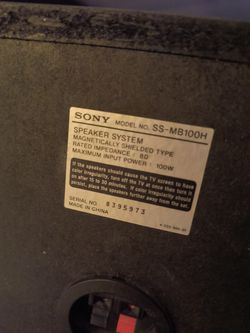 SONY MODEL NO. SS-MB100H
SPEAKER SYSTEM
MAGNETICALLY SHIELDED TYPE
RATED IMPEDANCE : 8Ω
MAXIMUM INPUT POWER : 100W
If the speakers should cause the TV screen to have
color irregularity, turn off the TV at once then turn it
on after 15 to 30 minutes. If color irregularity should
persist, place the speakers further away from the set.
SERIAL NO. 8395973
MADE IN CHINA